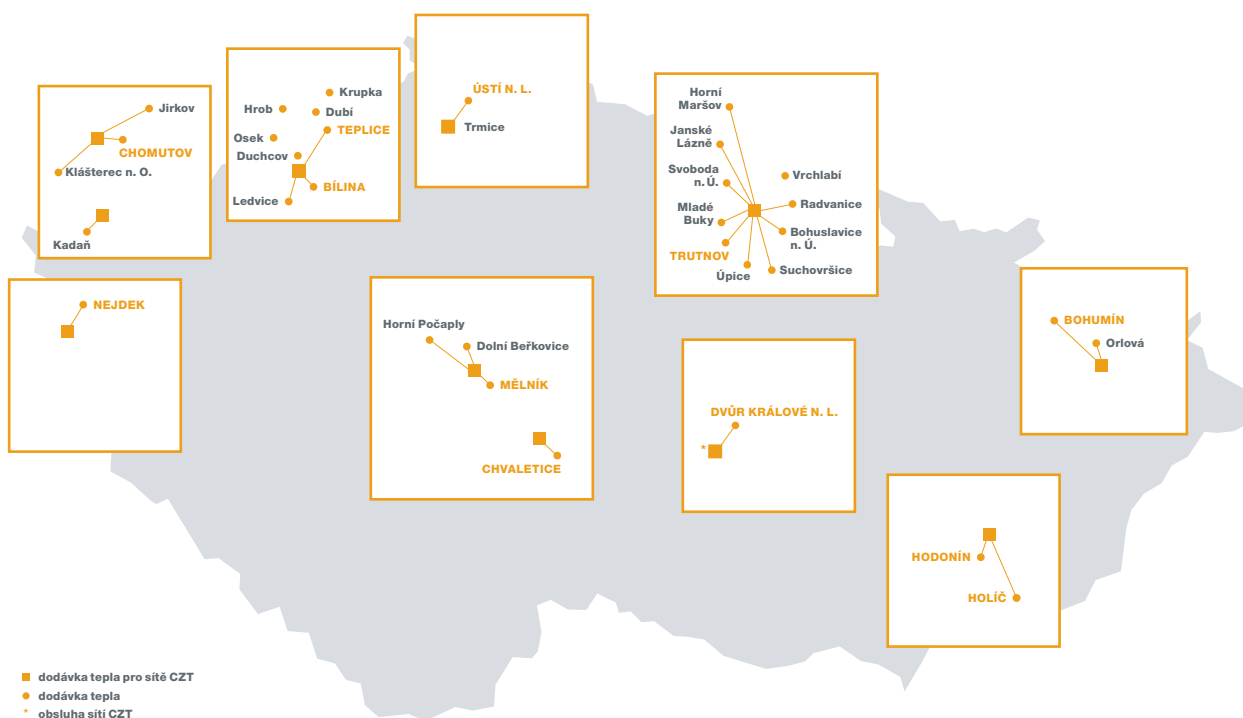 Jirkov
CHOMUTOV
Klášterec n. O.
Kadaň
Krupka
Hrob
Dubí
TEPLICE
Osek
Duchcov
BÍLINA
Ledvice
ÚSTÍ N. L.
Trmice
Horní
Maršov
Janské
Lázně
Svoboda
n. Ú.
Vrchlabí
Mladé
Buky
Radvanice
Bohuslavice
n. Ú.
TRUTNOV
Úpice
Suchovršice
NEJDEK
Horní Počaply
Dolní Beřkovice
MĚLNÍK
CHVALETICE
DVŮR KRÁLOVÉ N. L.
*
BOHUMÍN
Orlová
HODONÍN
HOLÍČ
dodávka tepla pro sítě CZT
dodávka tepla
* obsluha sítí CZT